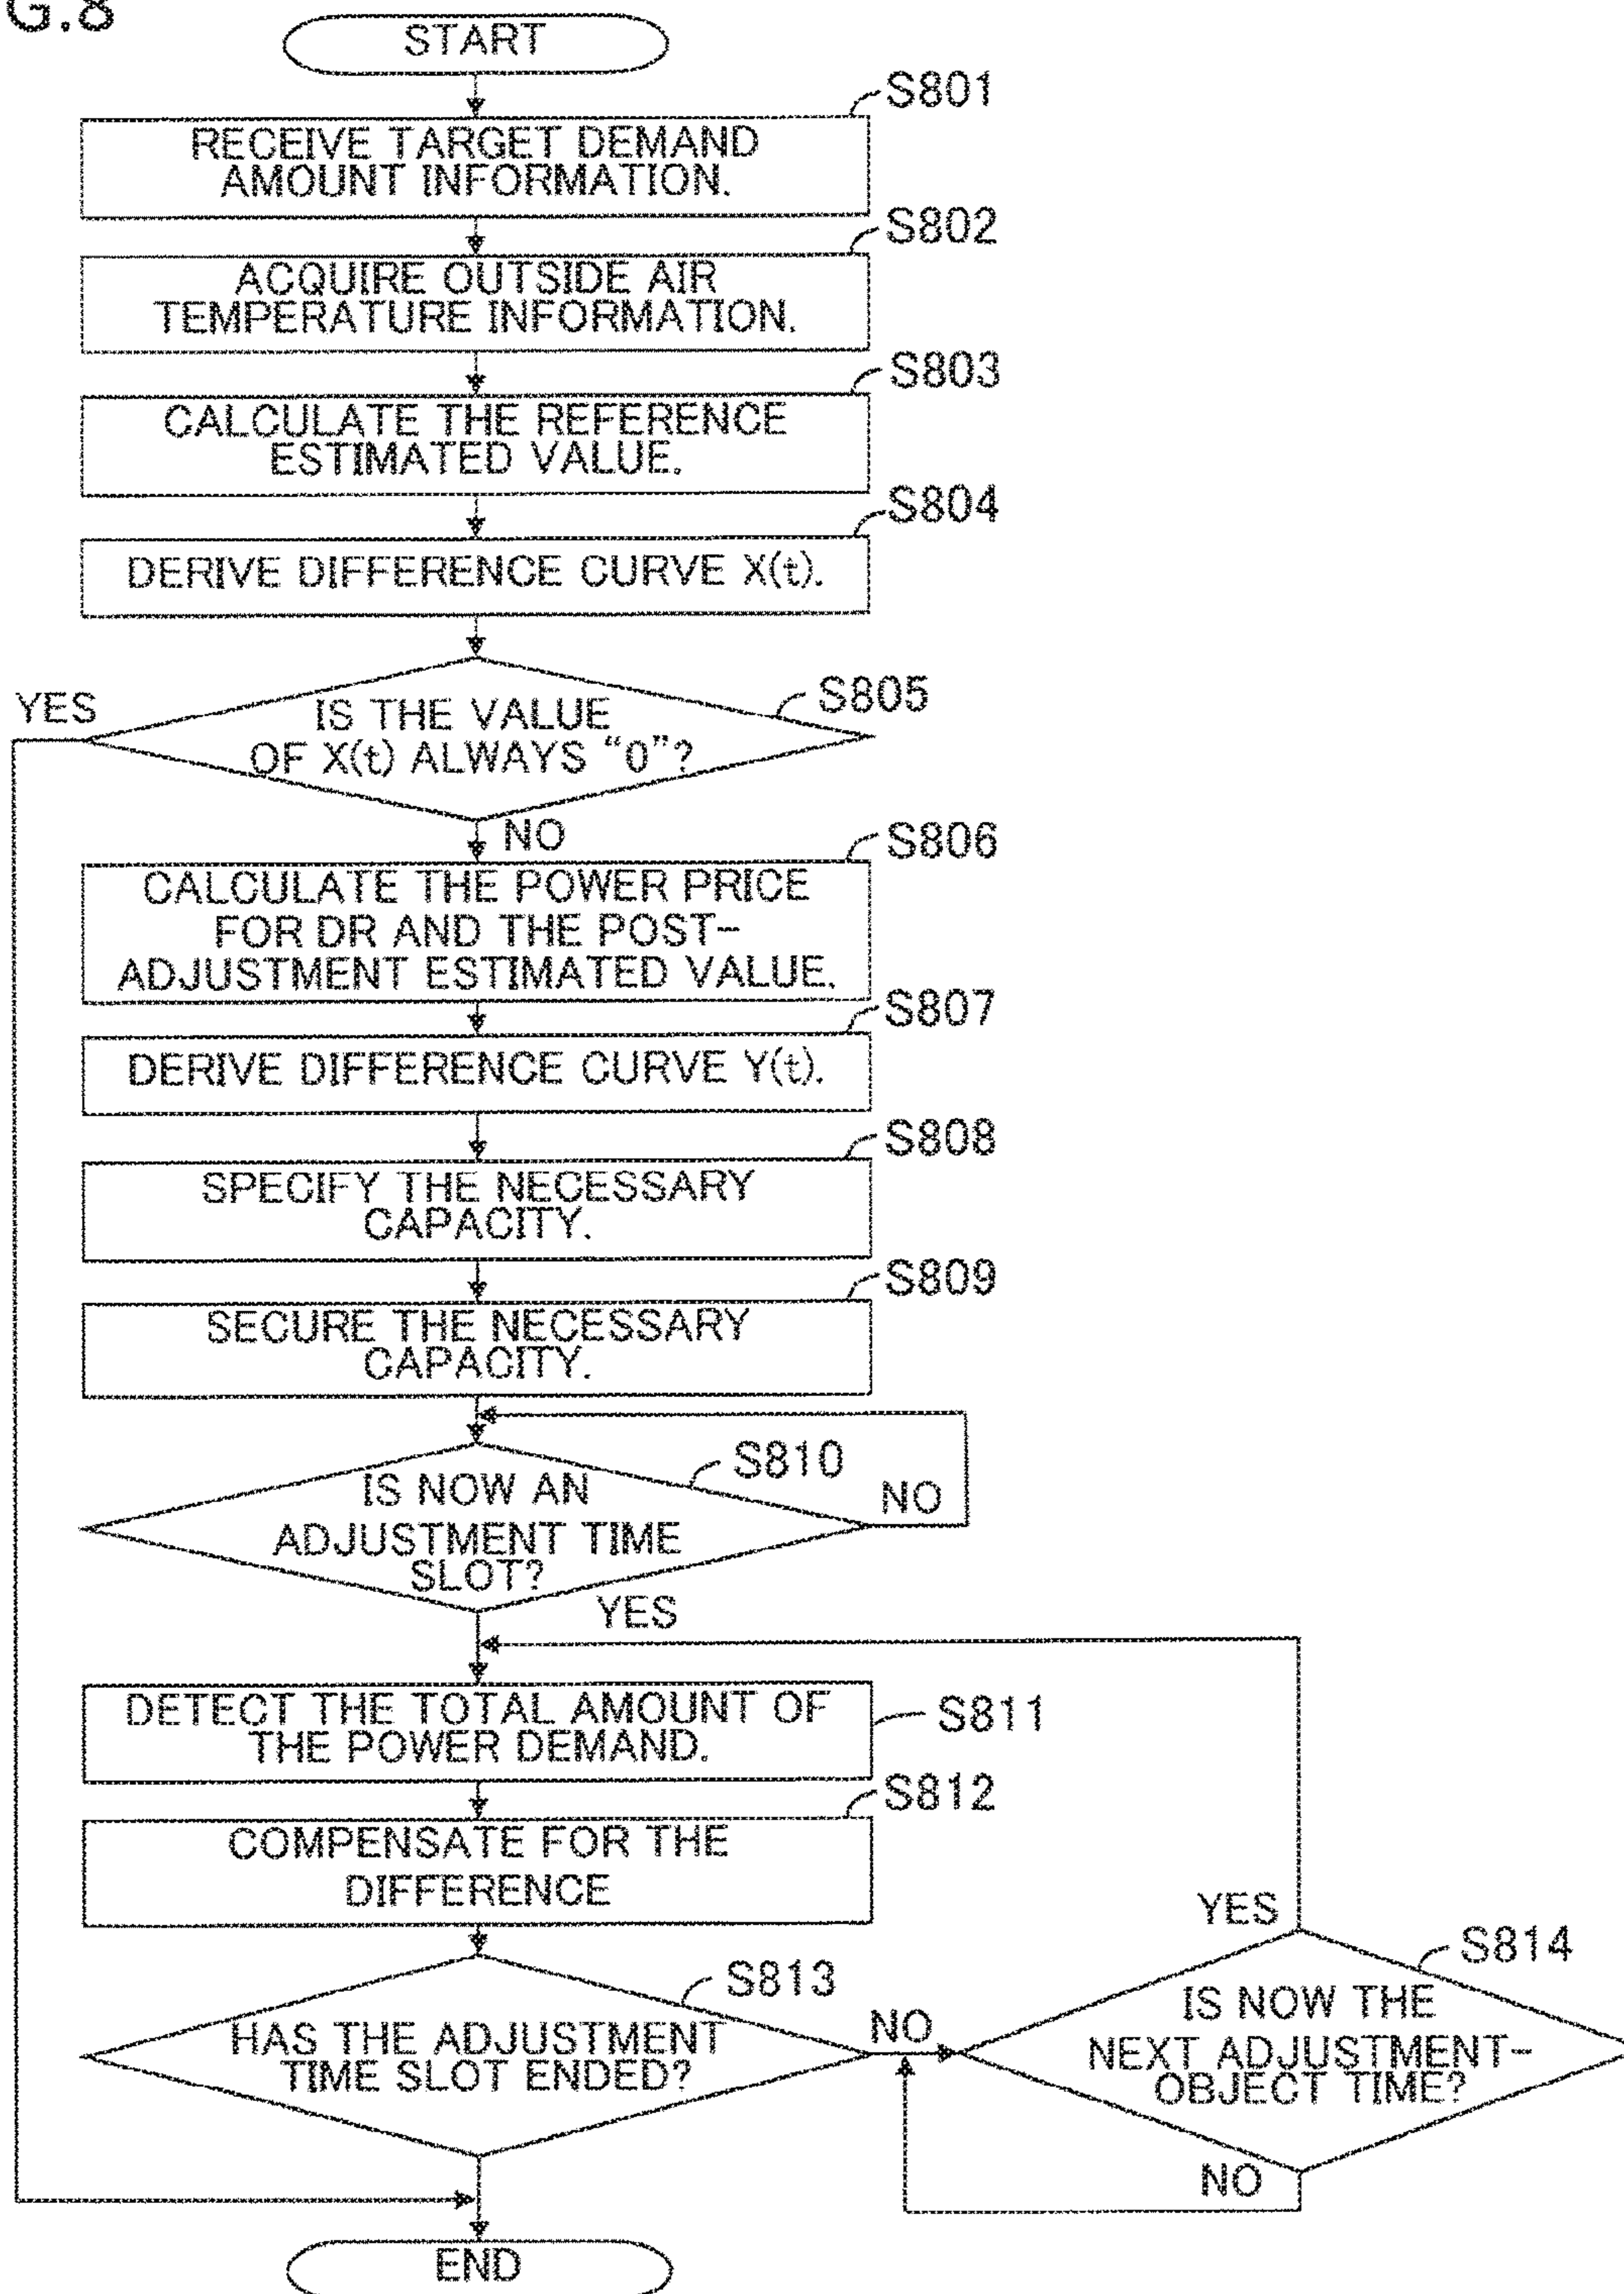 G.8
START
S801
RECEIVE TARGET DEMAND
AMOUNT INFORMATION.
S802
ACQUIRE OUTSIDE AIR
TEMPERATURE INFORMATION.
S803
CALCULATE THE REFERENCE
ESTIMATED VALUE.
S804
DERIVE DIFFERENCE CURVE X(t).
YES
S805
IS THE VALUE
OF X(t) ALWAYS “0”?
NO
S806
CALCULATE THE POWER PRICE
FOR DR AND THE POST-
ADJUSTMENT ESTIMATED VALUE.
S807
DERIVE DIFFERENCE CURVE Y(t).
S808
SPECIFY THE NECESSARY
CAPACITY.
S809
SECURE THE NECESSARY
CAPACITY.
S810
IS NOW AN
ADJUSTMENT TIME
SLOT?
NO
YES
DETECT THE TOTAL AMOUNT OF
THE POWER DEMAND.
S811
S812
COMPENSATE FOR THE
DIFFERENCE
S813
HAS THE ADJUSTMENT
TIME SLOT ENDED?
NO
YES
S814
IS NOW THE
NEXT ADJUSTMENT-
OBJECT TIME?
NO
END